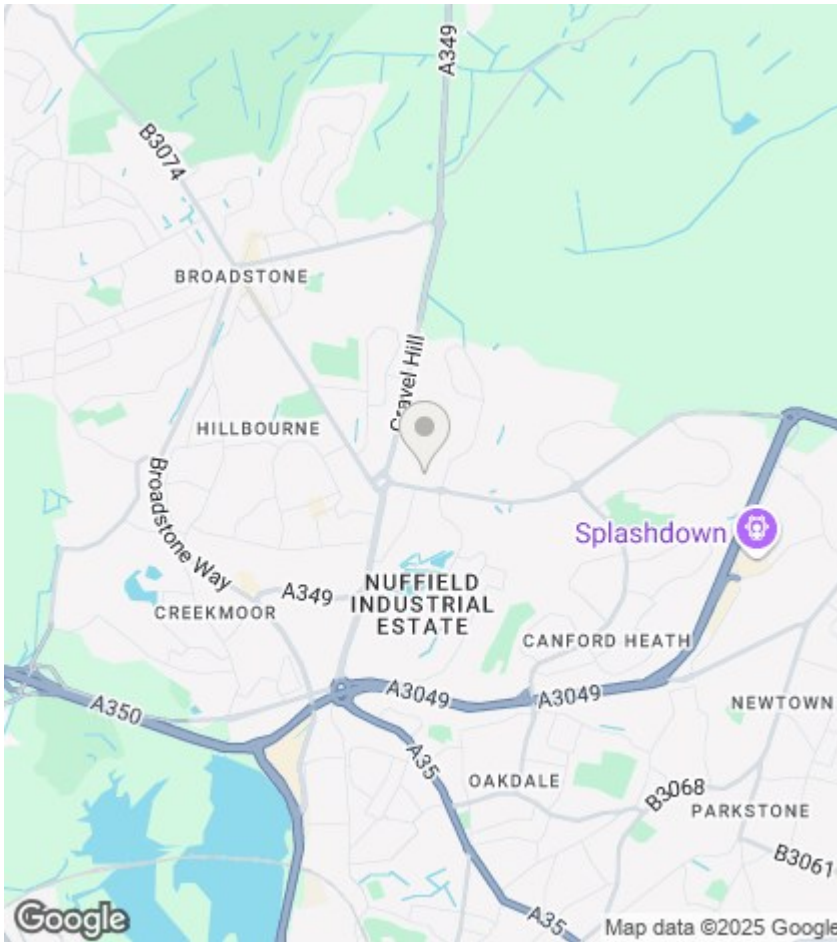 A349
B3074
BROADSTONE
Gravel Hill
HILLBOURNE
Broadstone Way
Splashdown
A349
NUFFIELD
INDUSTRIAL
ESTATE
CREEKMOOR
CANFORD HEATH
A3049
A3049
A350
NEWTOWN
A35
OAKDALE
B3068
PARKSTONE
B3061
A35
Google
Map data ©2025 Google